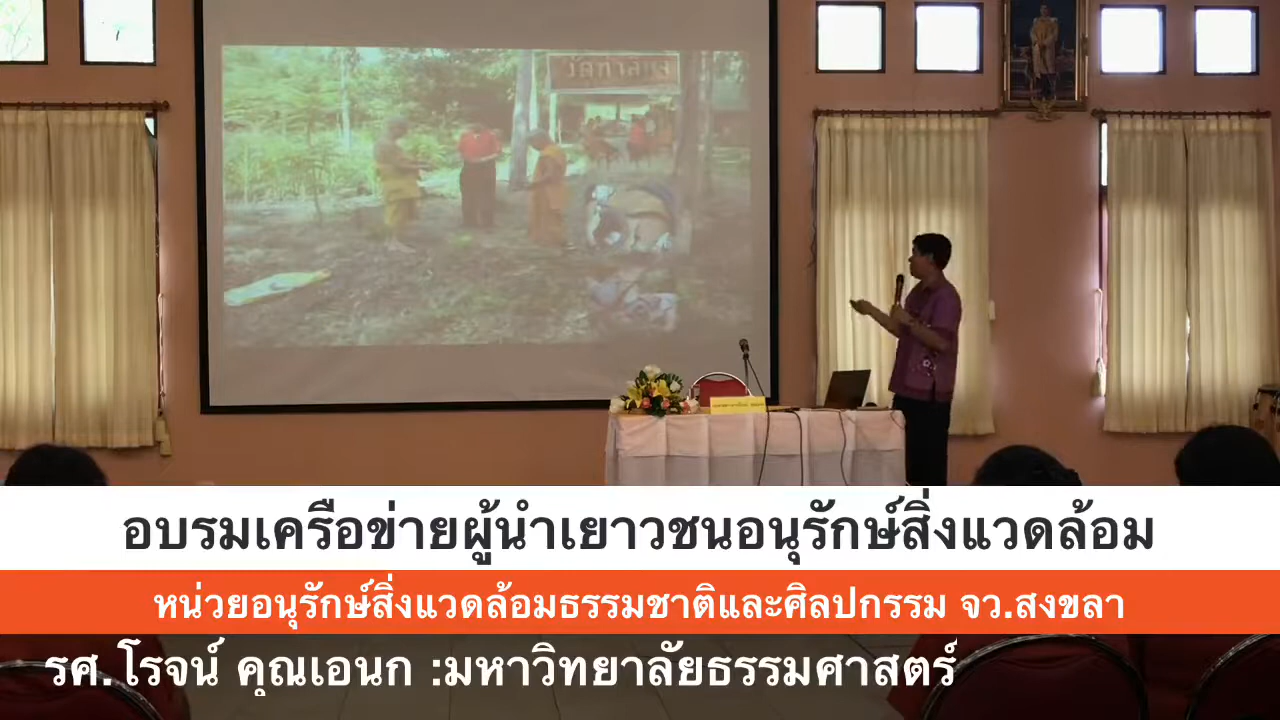 อบรมเครือข่ายผู้นำเยาวชนอนุรักษ์สิ่งแวดล้อม
หน่วยอนุรักษ์สิ่งแวดล้อมธรรมชาติและศิลปกรรม จว.สงขลา
รศ.โรจน์ คุณเอนก :มหาวิทยาลัยธรรมศาสตร์